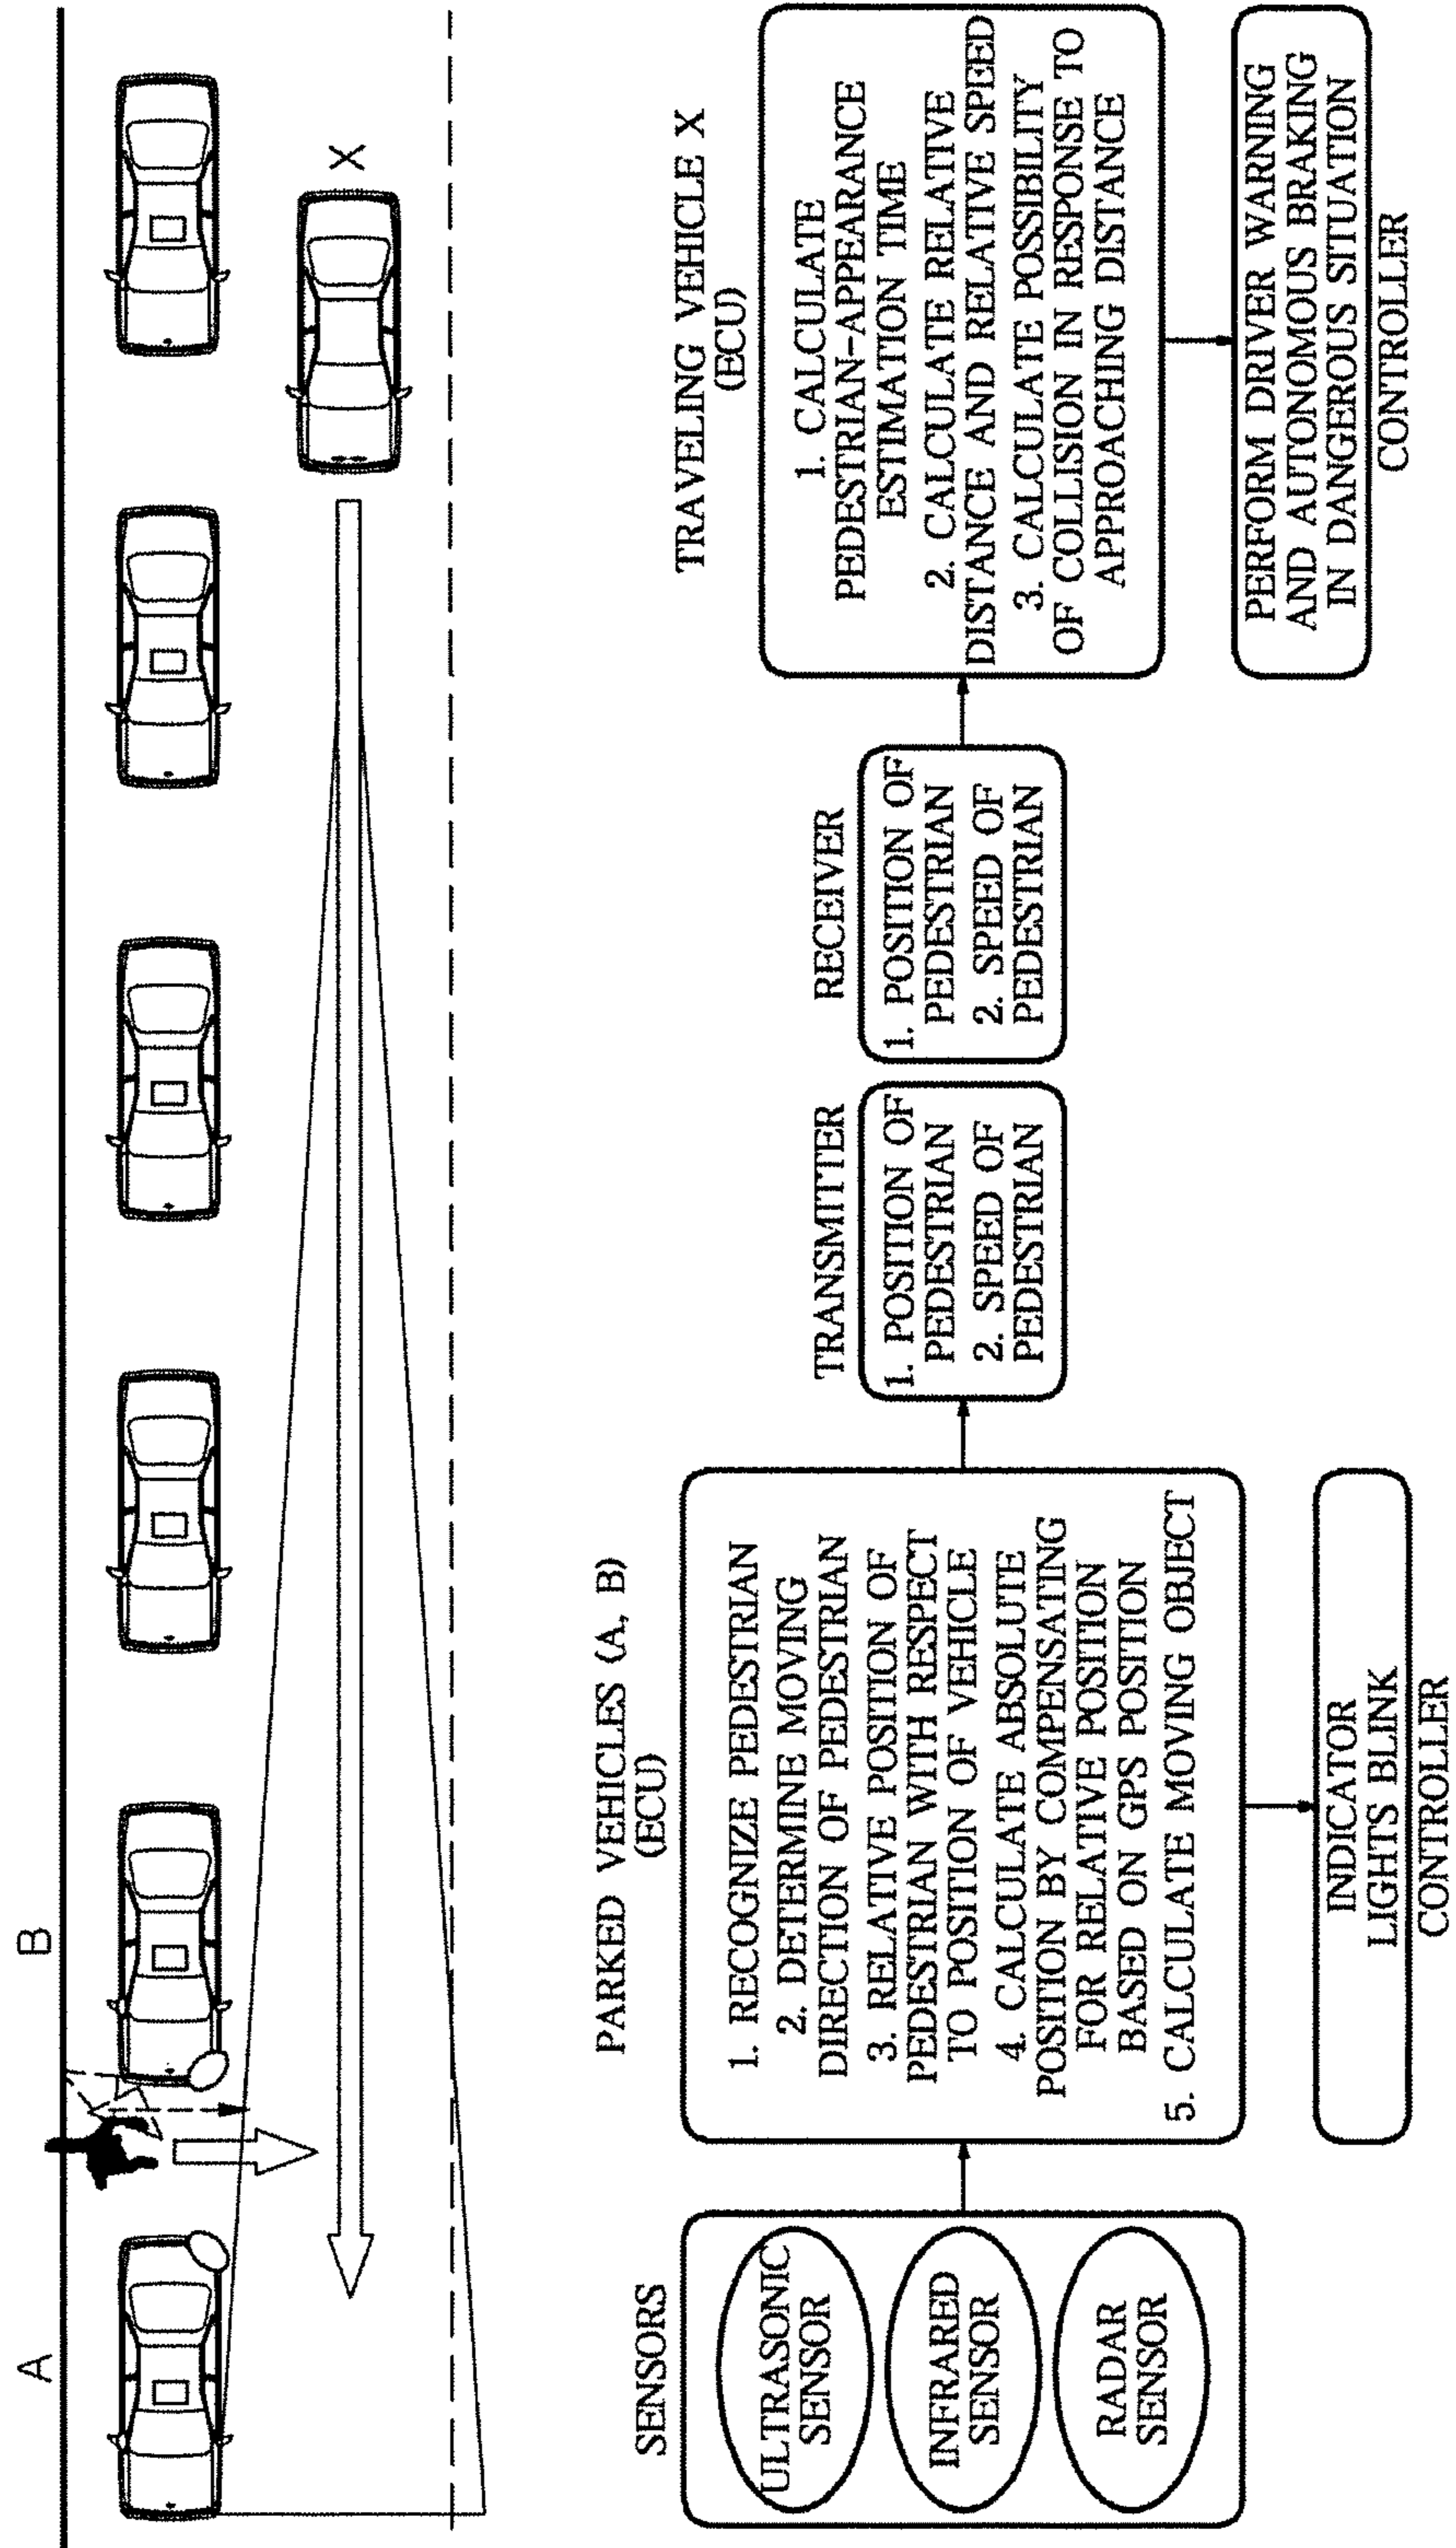 A
B
X
SENSORS
ULTRASONIC
SENSOR
INFRARED
SENSOR
RADAR
SENSOR
PARKED VEHICLES (A, B)
(ECU)
1. RECOGNIZE PEDESTRIAN
2. DETERMINE MOVING
DIRECTION OF PEDESTRIAN
3. RELATIVE POSITION OF
PEDESTRIAN WITH RESPECT
TO POSITION OF VEHICLE
4. CALCULATE ABSOLUTE
POSITION BY COMPENSATING
FOR RELATIVE POSITION
BASED ON GPS POSITION
5. CALCULATE MOVING OBJECT
INDICATOR
LIGHTS BLINK
CONTROLLER
TRANSMITTER
1. POSITION OF
PEDESTRIAN
2. SPEED OF
PEDESTRIAN
RECEIVER
1. POSITION OF
PEDESTRIAN
2. SPEED OF
PEDESTRIAN
TRAVELING VEHICLE X
(ECU)
1. CALCULATE
PEDESTRIAN-APPEARANCE
ESTIMATION TIME
2. CALCULATE RELATIVE
DISTANCE AND RELATIVE SPEED
3. CALCULATE POSSIBILITY
OF COLLISION IN RESPONSE TO
APPROACHING DISTANCE
PERFORM DRIVER WARNING
AND AUTONOMOUS BRAKING
IN DANGEROUS SITUATION
CONTROLLER